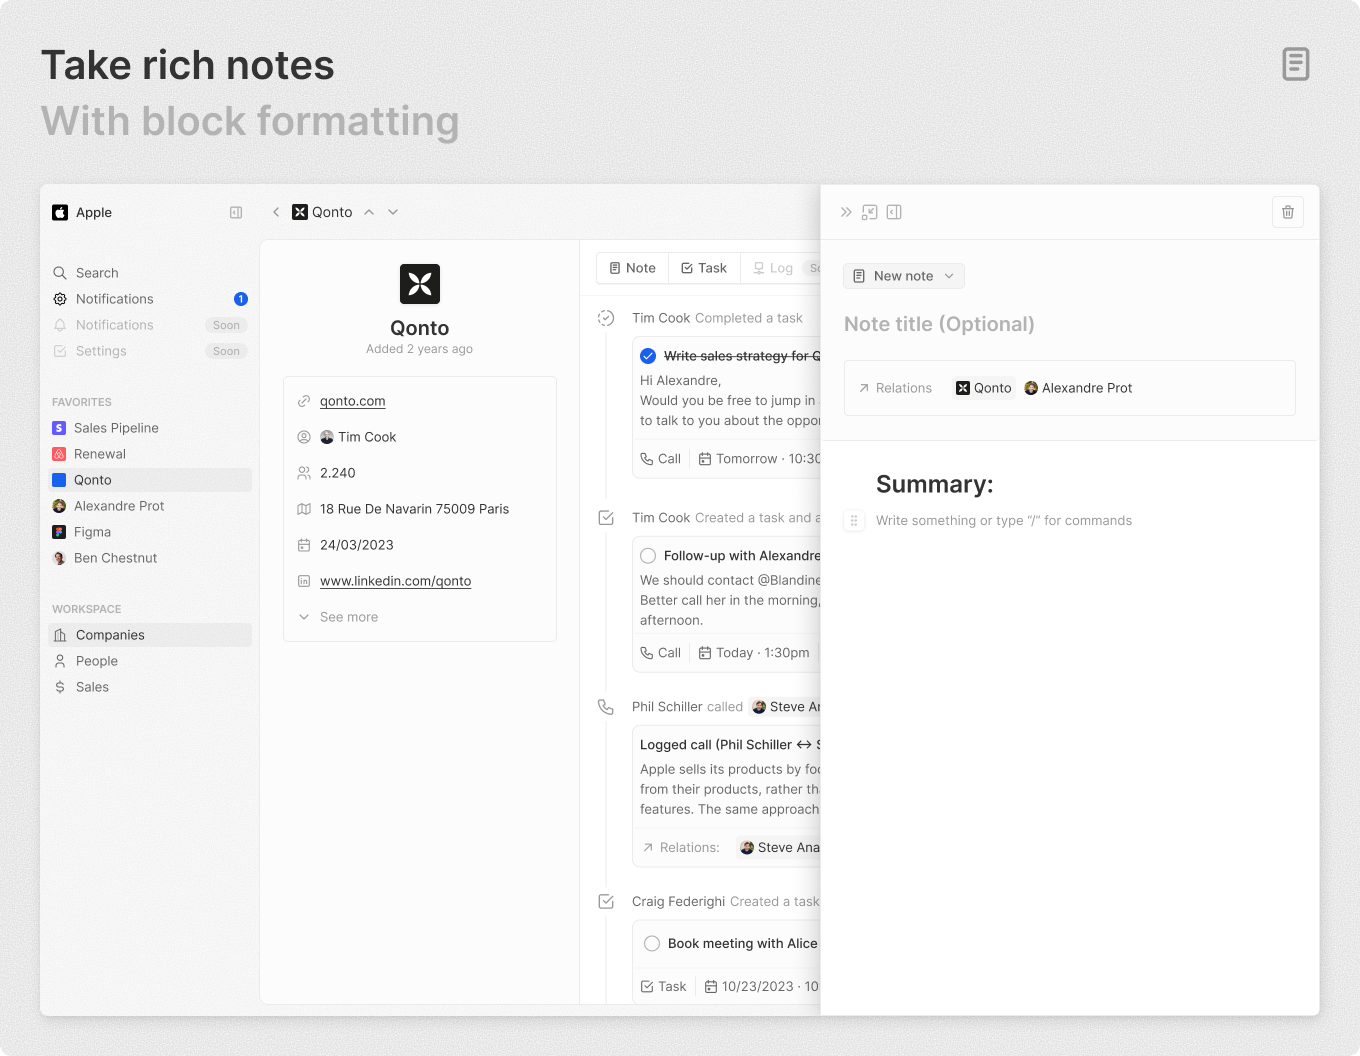 Take rich notes
With block formatting
Apple
Search
Notifications 1
Notifications Soon
Settings Soon
FAVORITES
S Sales Pipeline
Renewal
Qonto
Alexandre Prot
Figma
Ben Chestnut
WORKSPACE
Companies
People
Sales
Qonto
Qonto
Added 2 years ago
qonto.com
Tim Cook
2.240
18 Rue De Navarin 75009 Paris
24/03/2023
www.linkedin.com/qonto
See more
Note Task Log
Tim Cook Completed a task
Write sales strategy for Q
Hi Alexandre,
Would you be free to jump in
to talk to you about the oppo
Call Tomorrow · 10:30
Tim Cook Created a task and a
Follow-up with Alexandre
We should contact @Blandine
Better call her in the morning,
afternoon.
Call Today · 1:30pm
Phil Schiller called Steve An
Logged call (Phil Schiller ↔ S
Apple sells its products by foc
from their products, rather tha
features. The same approach
Relations: Steve Ana
Craig Federighi Created a task
Book meeting with Alice
Task 10/23/2023 · 10
New note
Note title (Optional)
Relations Qonto Alexandre Prot
Summary:
Write something or type “/” for commands